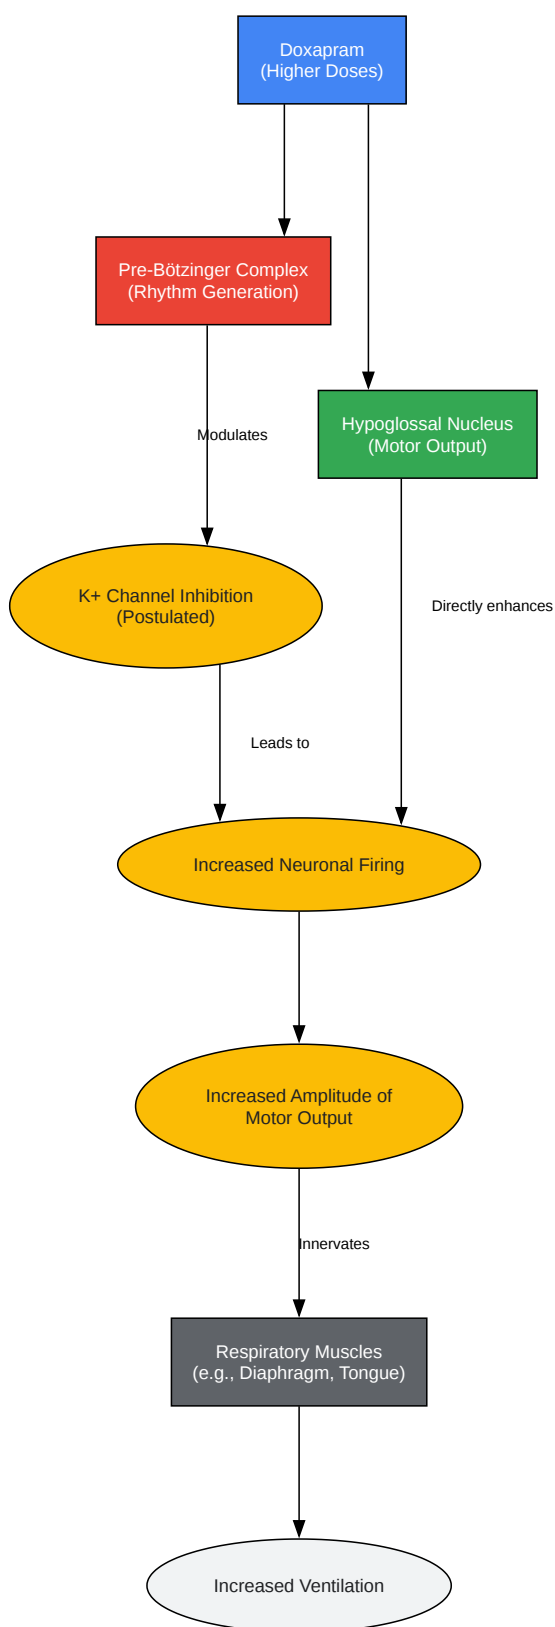 Doxapram
(Higher Doses)
Pre-Bötzinger Complex
(Rhythm Generation)
Hypoglossal Nucleus
(Motor Output)
Modulates
K+ Channel Inhibition
(Postulated)
Directly enhances
Leads to
Increased Neuronal Firing
Increased Amplitude of
Motor Output
Innervates
Respiratory Muscles
(e.g., Diaphragm, Tongue)
Increased Ventilation